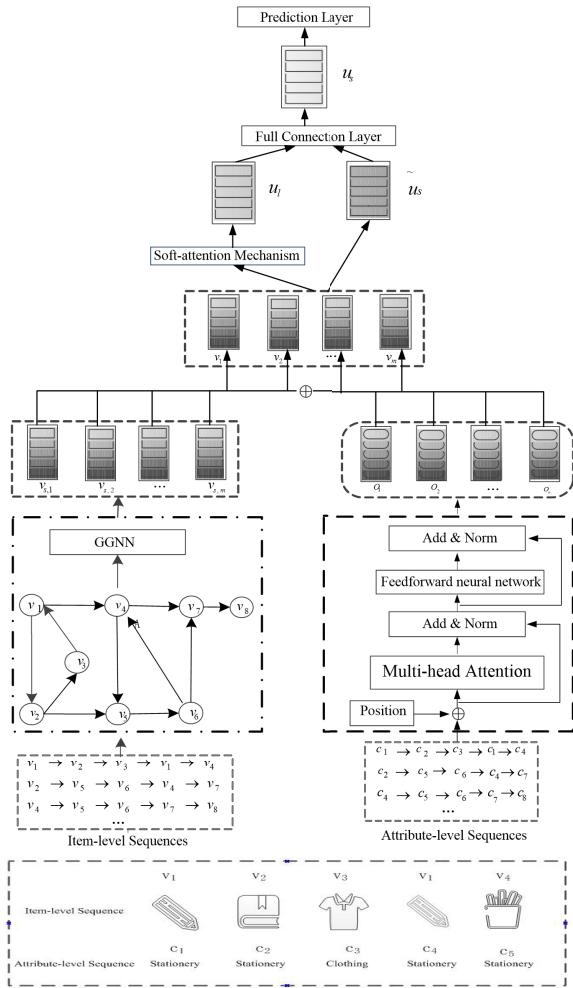 Prediction Layer
u_s
Full Connection Layer
u_l
ũ_s
Soft-attention Mechanism
v_1 v_2 ... v_m
⊕
v_{s,1} v_{s,2} ... v_{s,m}
o_1 o_2 ...
GGNN
Add & Norm
Feedforward neural network
v_1 v_4 v_7 v_8
Add & Norm
v_3
Multi-head Attention
v_2 v_5 v_6
Position ⊕
v_1 → v_2 → v_3 → v_1 → v_4
v_2 → v_5 → v_6 → v_4 → v_7
v_4 → v_5 → v_6 → v_7 → v_8
...
Item-level Sequences
c_1 → c_2 → c_3 → c_1 → c_4
c_2 → c_5 → c_6 → c_4 → c_7
c_4 → c_5 → c_6 → c_7 → c_8
...
Attribute-level Sequences
v_1 v_2 v_3 v_1 v_4
Item-level Sequence
c_1 c_2 c_3 c_4 c_5
Attribute-level Sequence Stationery Stationery Clothing Stationery Stationery